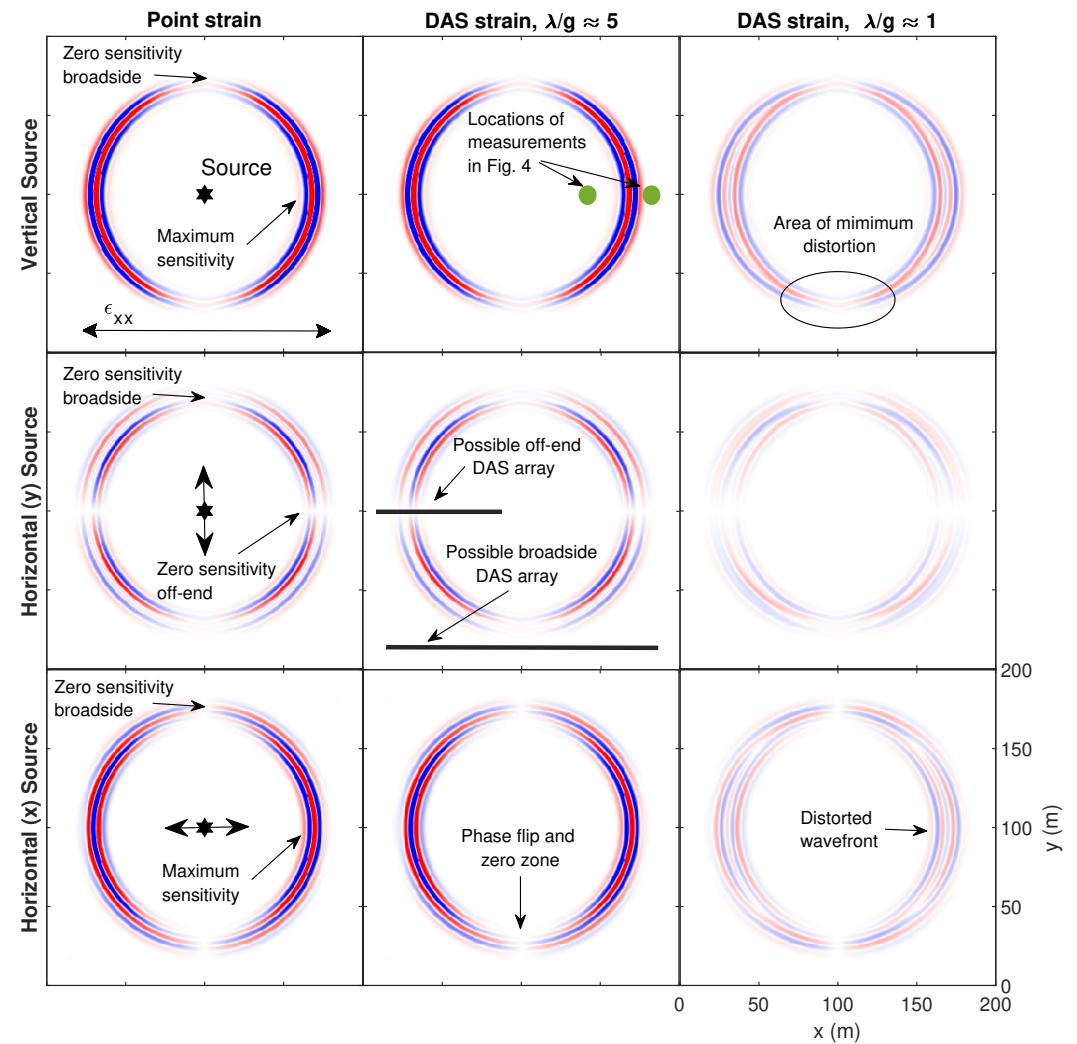 Point strain
DAS strain, λ/g ≈ 5
DAS strain, λ/g ≈ 1
Vertical Source
Zero sensitivity
broadside
Source
Maximum
sensitivity
ϵxx
Locations of
measurements
in Fig. 4
Area of mimimum
distortion
Horizontal (y) Source
Zero sensitivity
broadside
Zero sensitivity
off-end
Possible off-end
DAS array
Possible broadside
DAS array
Horizontal (x) Source
Zero sensitivity
broadside
Maximum
sensitivity
Phase flip and
zero zone
Distorted
wavefront
200
150
100
50
0
y (m)
0 50 100 150 200
x (m)